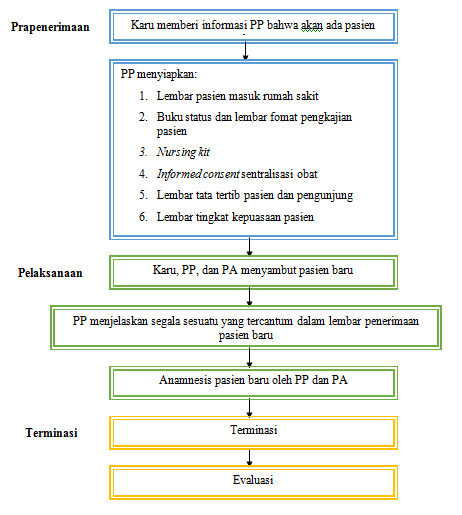 Prapenerimaan
Karu memberi informasi PP bahwa akan ada pasien
PP menyiapkan:
1. Lembar pasien masuk rumah sakit
2. Buku status dan lembar fomat pengkajian
pasien
3. Nursing kit
4. Informed consent sentralisasi obat
5. Lembar tata tertib pasien dan pengunjung
6. Lembar tingkat kepuasaan pasien
Pelaksanaan
Karu, PP, dan PA menyambut pasien baru
PP menjelaskan segala sesuatu yang tercantum dalam lembar penerimaan
pasien baru
Anamnesis pasien baru oleh PP dan PA
Terminasi
Terminasi
Evaluasi